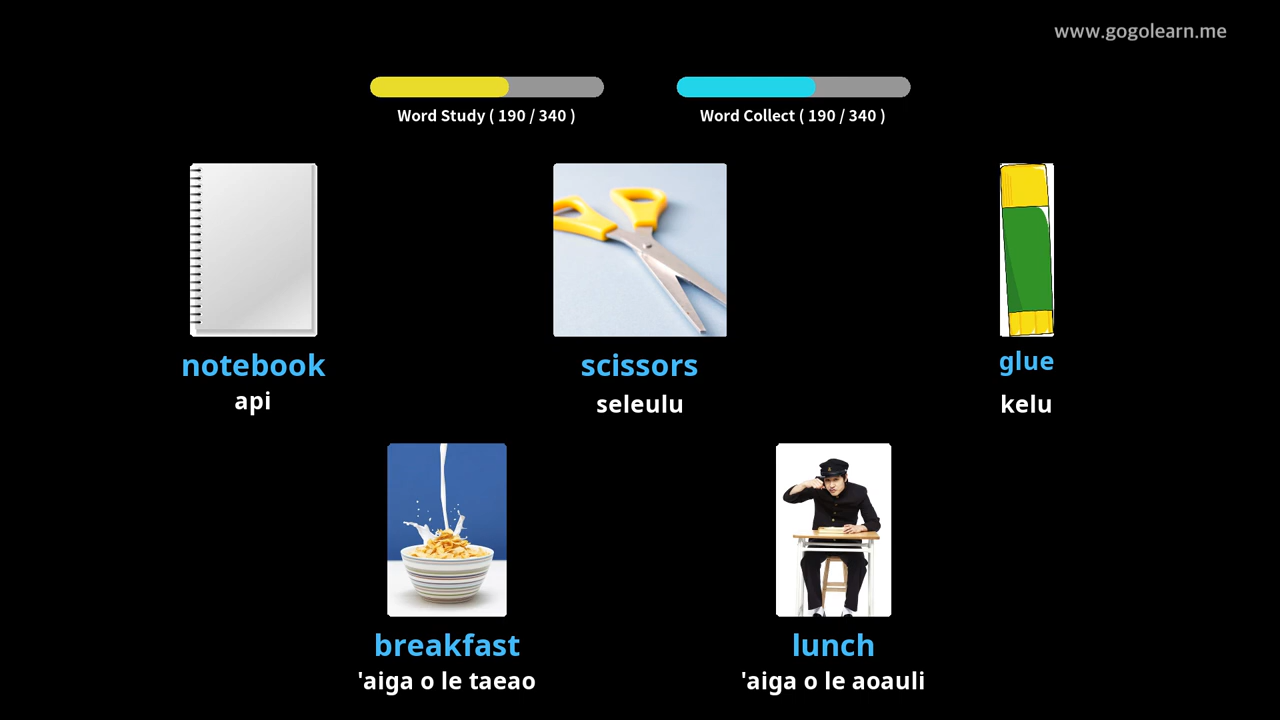 www.gogolearn.me
Word Study ( 190 / 340 )
Word Collect ( 190 / 340 )
notebook
api
scissors
seleulu
glue
kelu
breakfast
'aiga o le taeao
lunch
'aiga o le aoauli